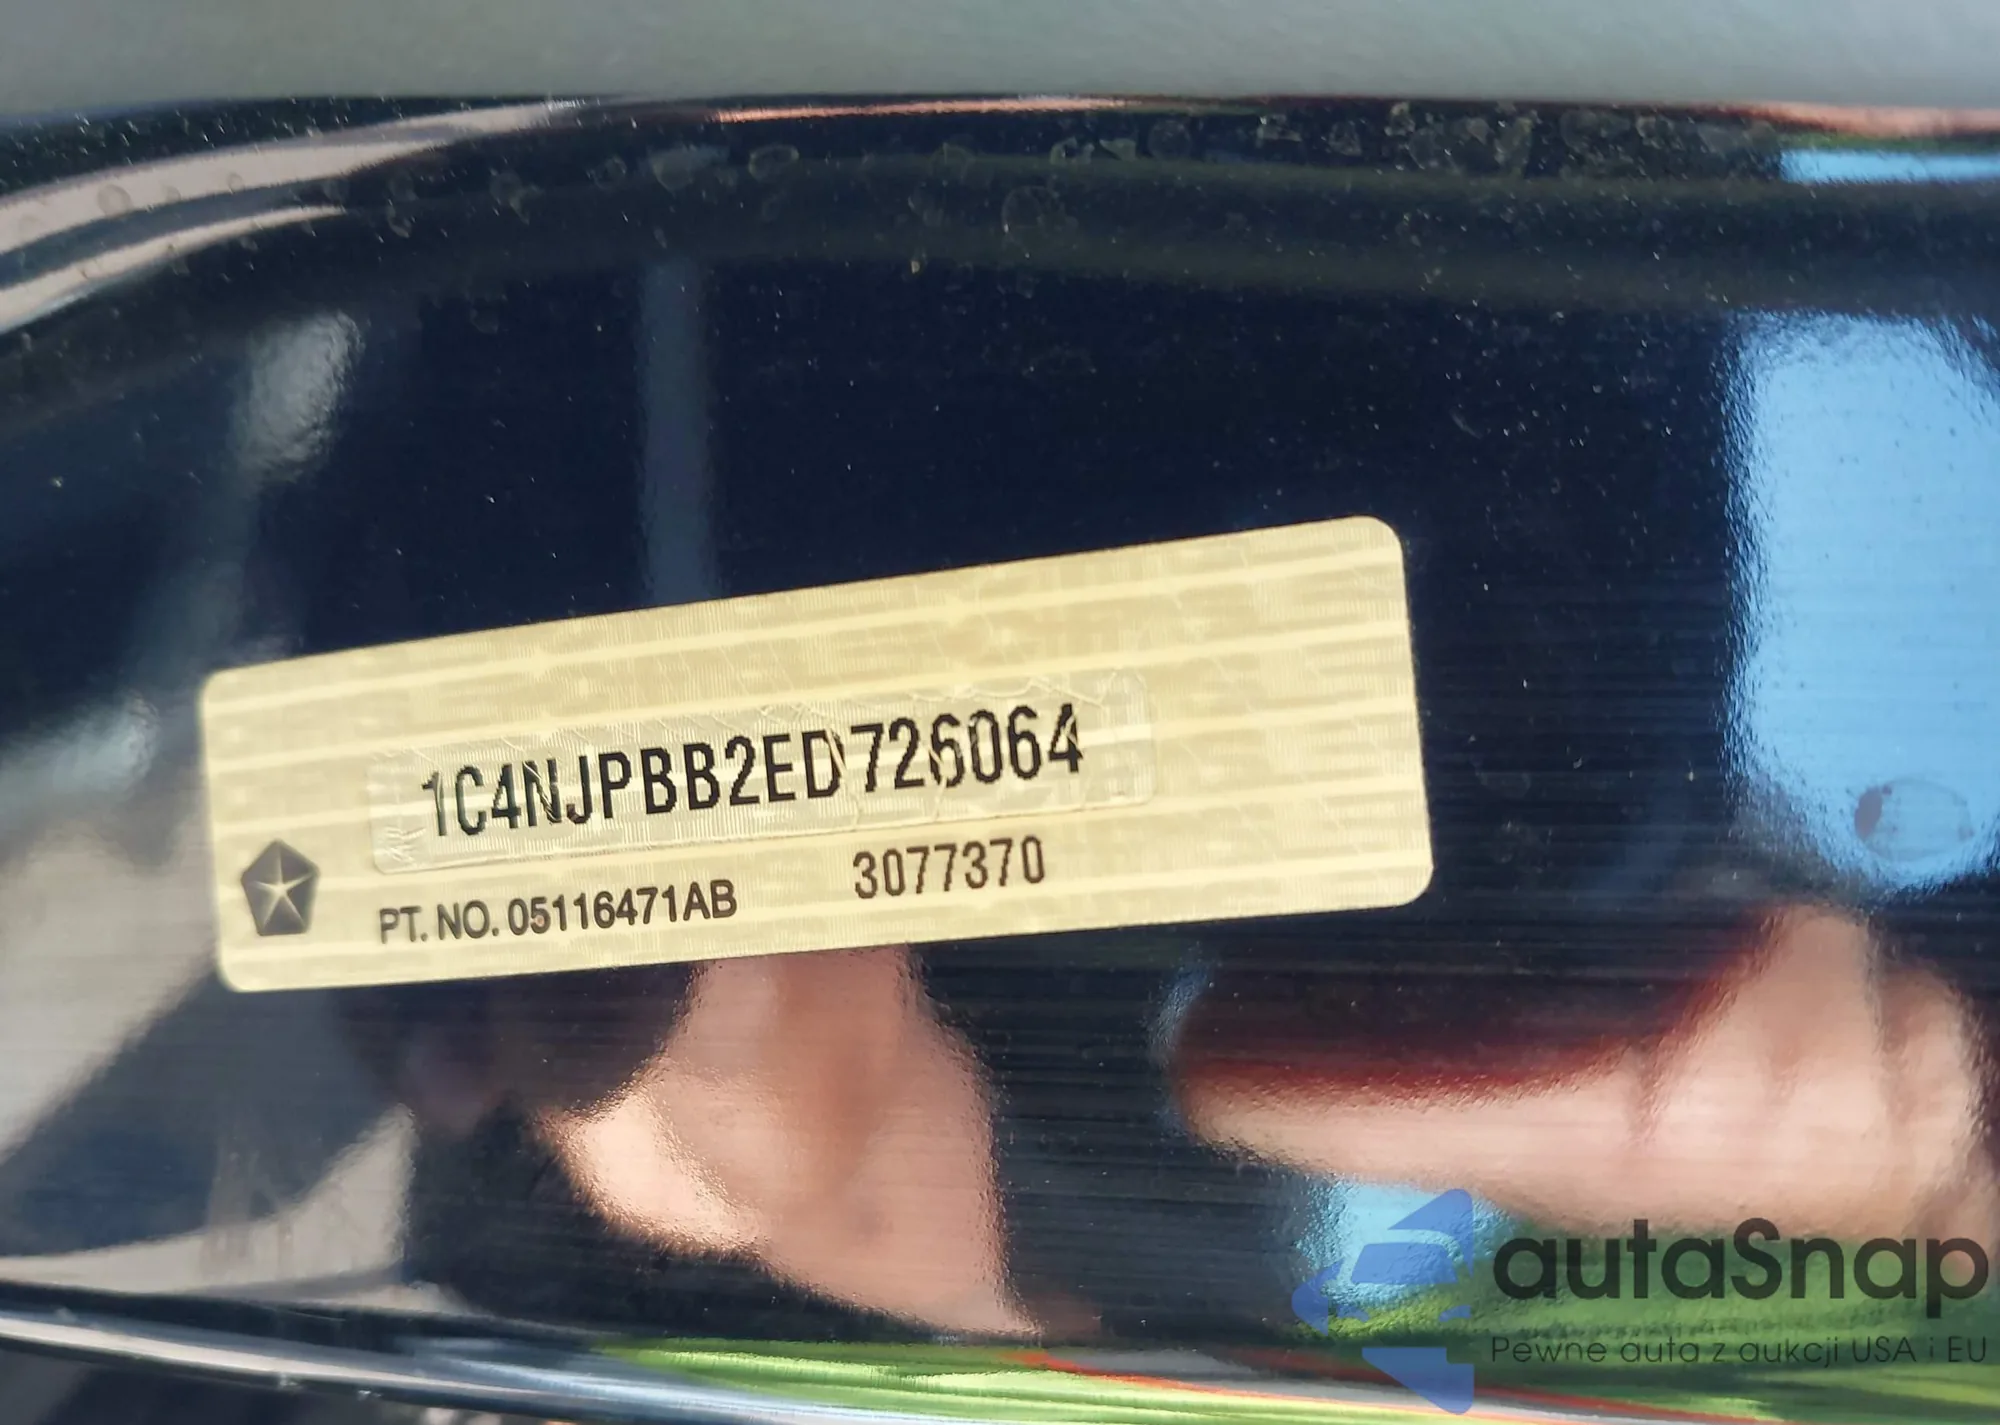 1C4NJPBB2ED726064
3077370
PT. NO. 05116471AB
autaSnap
Pewne auta z aukcji USA i EU